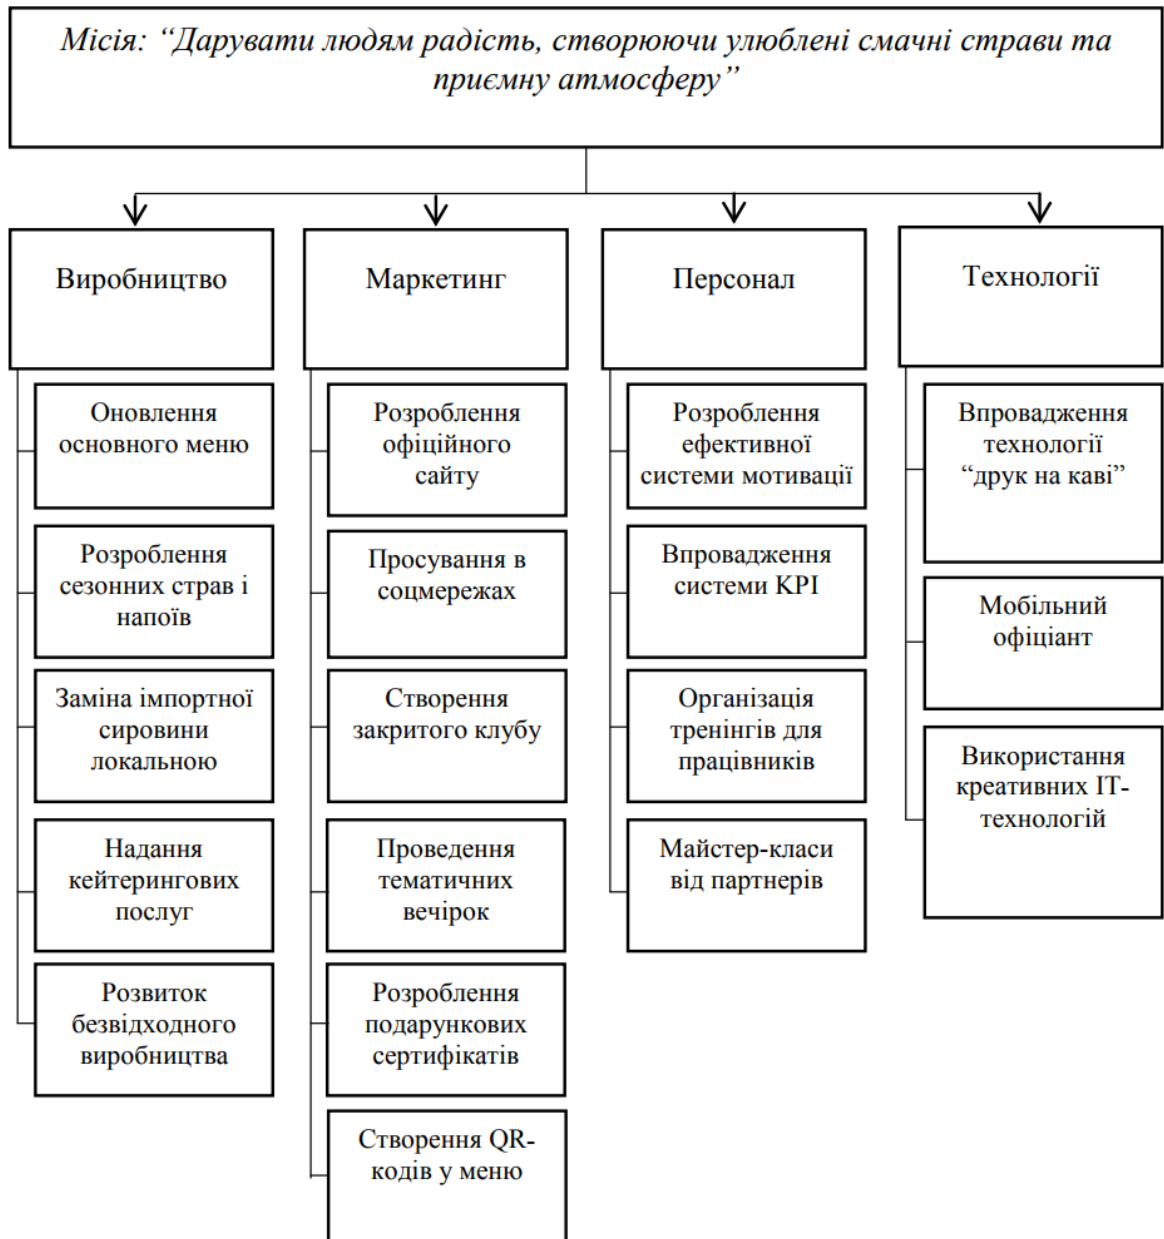 Місія: “Дарувати людям радість, створюючи улюблені смачні страви та
приємну атмосферу”
Виробництво
Маркетинг
Персонал
Технології
Оновлення
основного меню
Розроблення
сезонних страв і
напоїв
Заміна імпортної
сировини
локальною
Надання
кейтерингових
послуг
Розвиток
безвідходного
виробництва
Розроблення
офіційного
сайту
Просування в
соцмережах
Створення
закритого клубу
Проведення
тематичних
вечірок
Розроблення
подарункових
сертифікатів
Створення QR-
кодів у меню
Розроблення
ефективної
системи мотивації
Впровадження
системи KPI
Організація
тренінгів для
працівників
Майстер-класи
від партнерів
Впровадження
технології
“друк на каві”
Мобільний
офіціант
Використання
креативних ІТ-
технологій